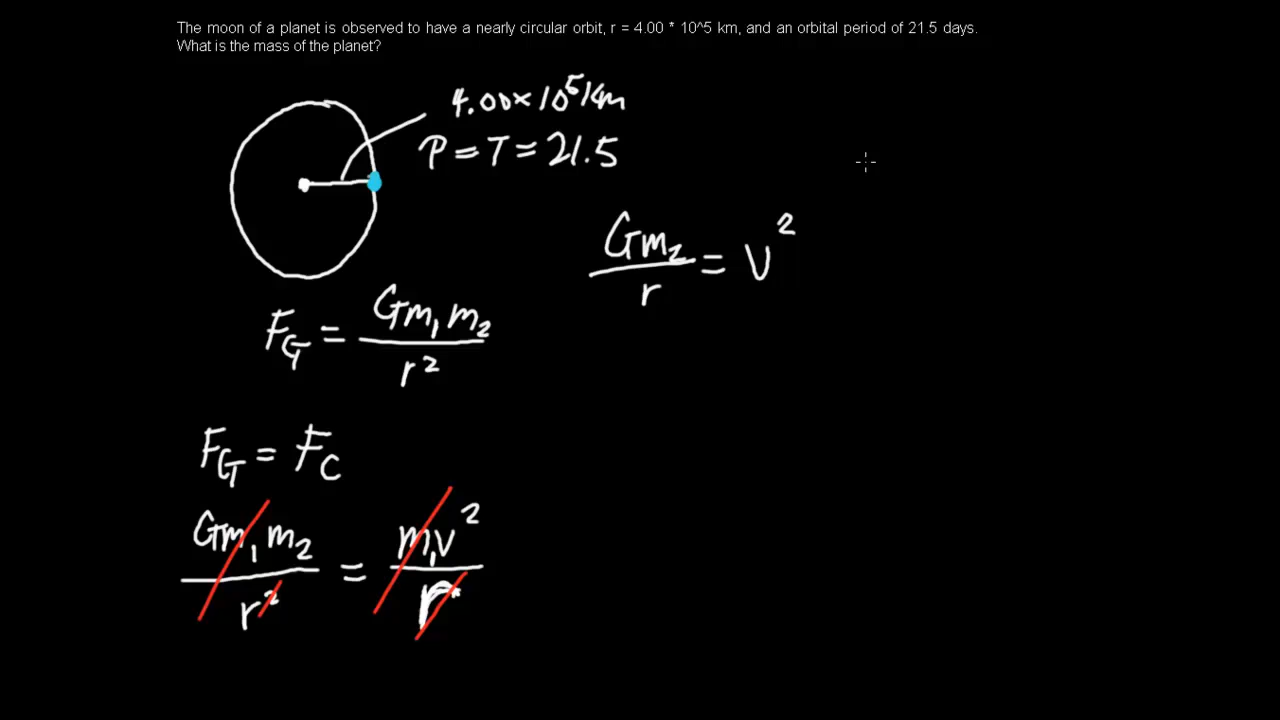 The moon of a planet is observed to have a nearly circular orbit, r = 4.00 * 10^5 km, and an orbital period of 21.5 days.
What is the mass of the planet?
4.00×10⁵ Km
P = T = 21.5
Gm₂/r = v²
F_G = Gm₁m₂/r²
F_G = F_C
Gm₁m₂/r² = m₁v²/r